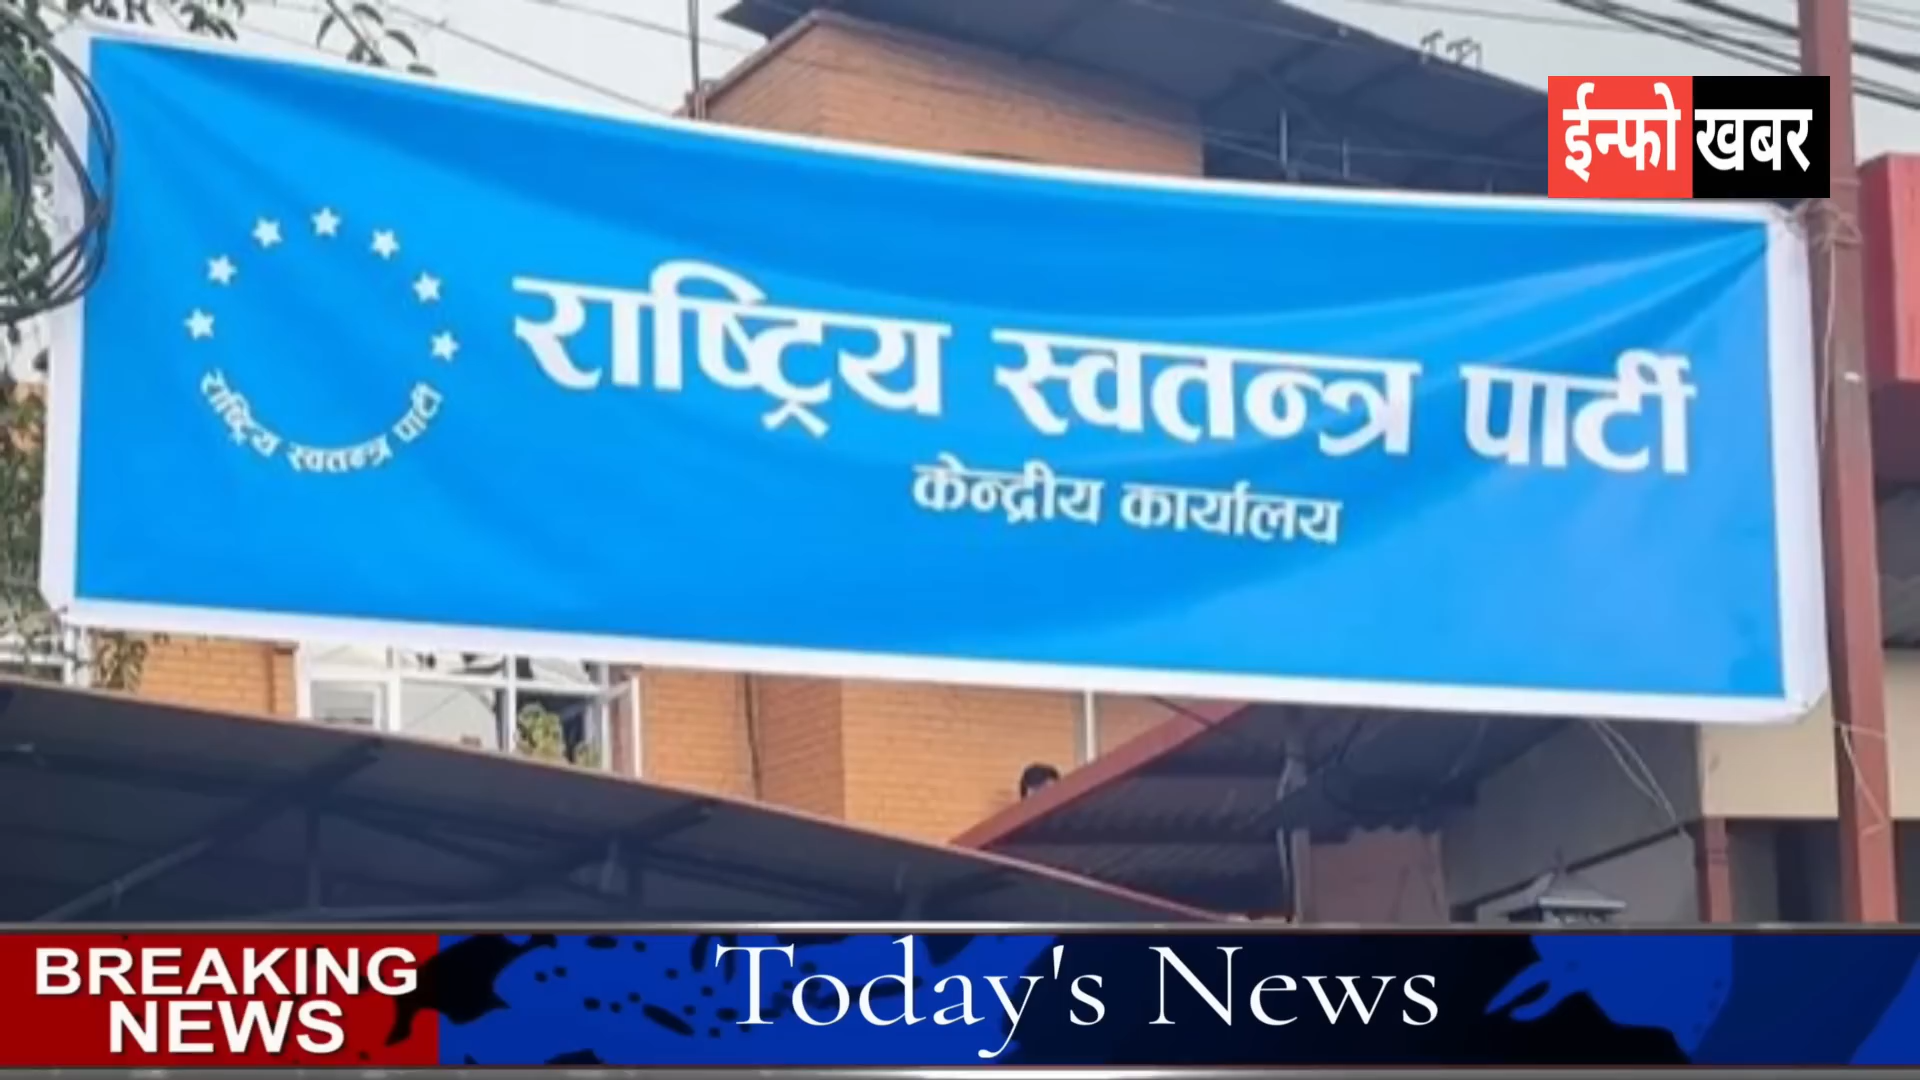 ईन्फो खबर
राष्ट्रिय स्वतन्त्र पार्टी
केन्द्रीय कार्यालय
राष्ट्रिय स्वतन्त्र पार्टी
BREAKING
NEWS
Today's News